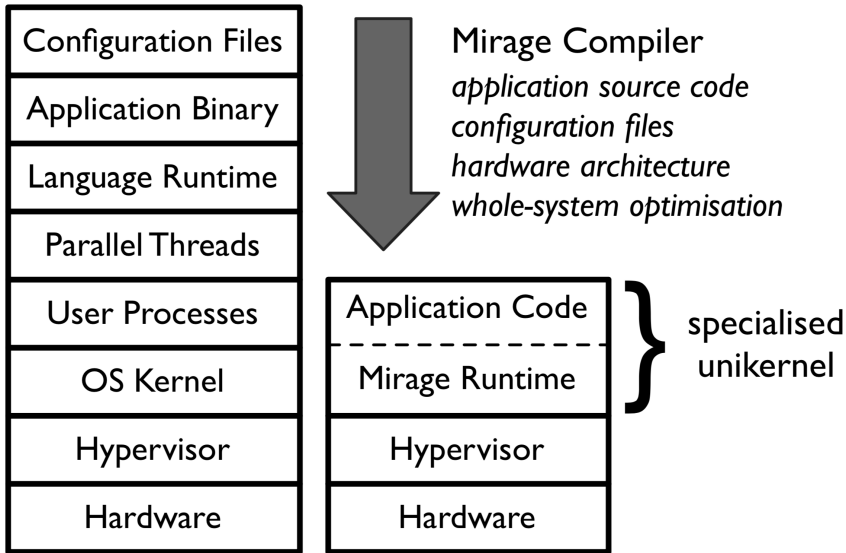 Configuration Files
Application Binary
Language Runtime
Parallel Threads
User Processes
OS Kernel
Hypervisor
Hardware
Mirage Compiler
application source code
configuration files
hardware architecture
whole-system optimisation
Application Code
Mirage Runtime
Hypervisor
Hardware
specialised
unikernel